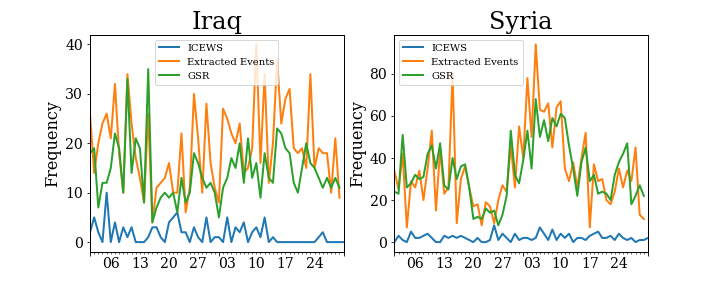 Iraq
Frequency
40
30
20
10
0
ICEWS
Extracted Events
GSR
06 13 20 27 03 10 17 24
Syria
Frequency
80
60
40
20
0
ICEWS
Extracted Events
GSR
06 13 20 27 03 10 17 24